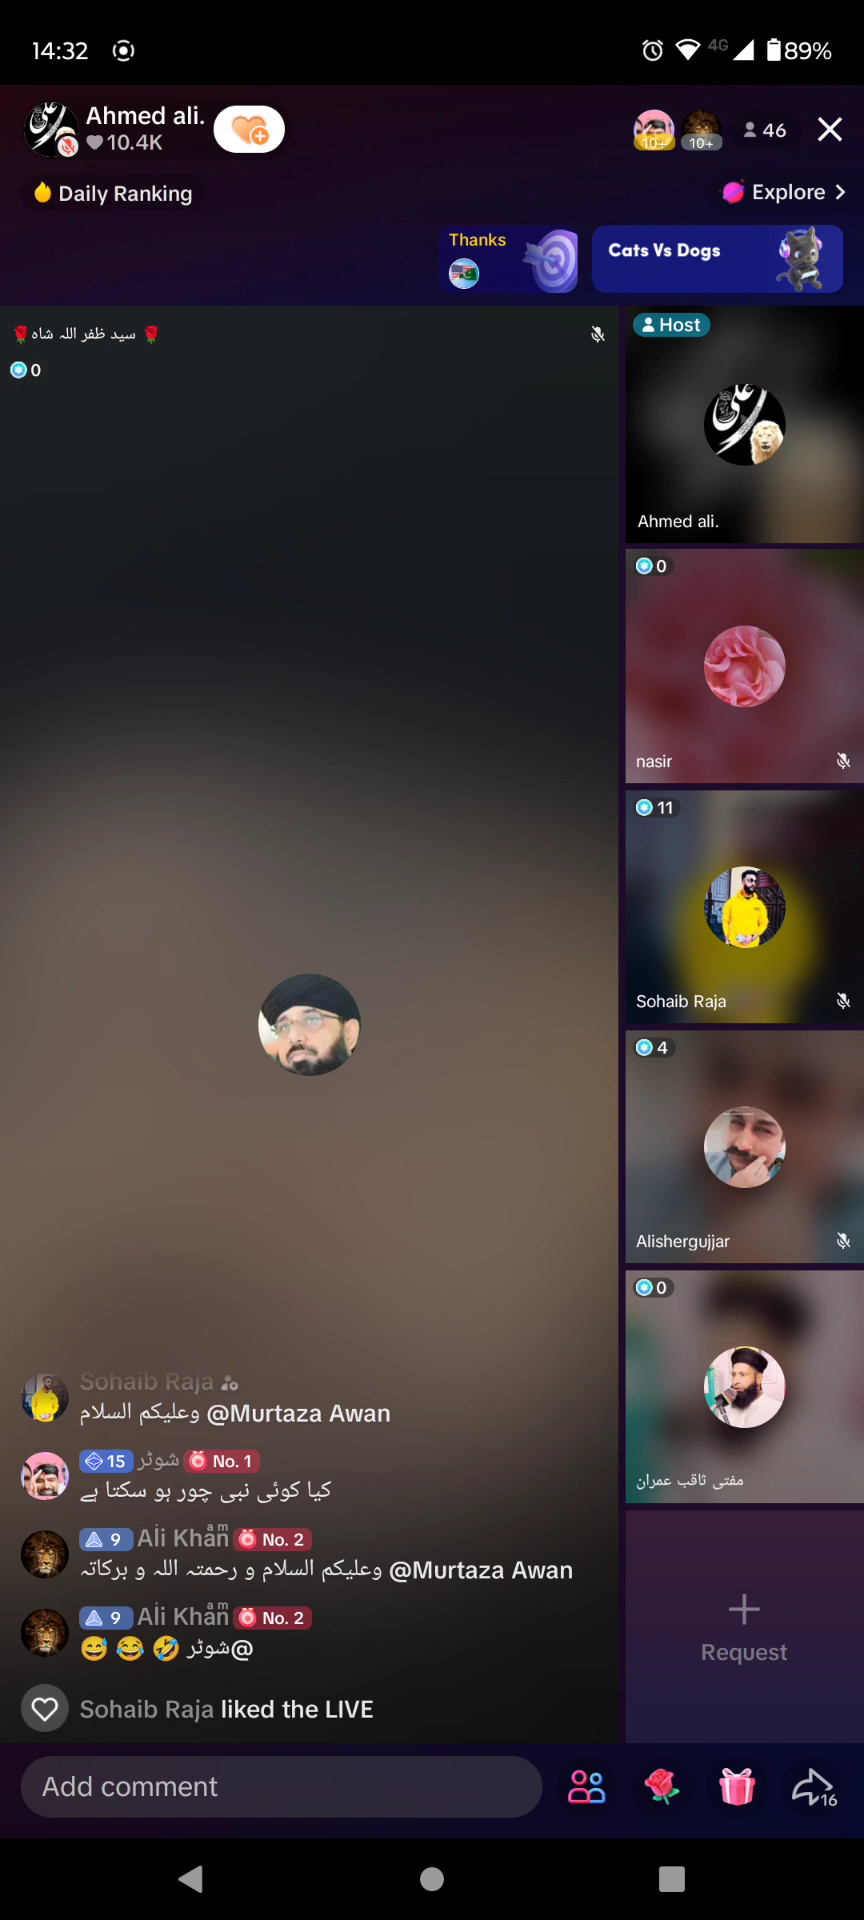 14:32
4G
89%
Ahmed ali.
10.4K
10+
10+
46
Daily Ranking
Explore
Thanks
Cats Vs Dogs
🌹سید ظفر اللہ شاہ 🌹
0
Host
Ahmed ali.
0
nasir
11
Sohaib Raja
4
Alishergujjar
0
مفتی ثاقب عمران
Request
Sohaib Raja
وعلیکم السلام @Murtaza Awan
15 شوٹر No. 1
کیا کوئی نبی چور ہو سکتا ہے
9 Ali Khan No. 2
وعلیکم السلام و رحمتہ اللہ و برکاتہ @Murtaza Awan
9 Ali Khan No. 2
😅 😂 🤣 شوٹر@
Sohaib Raja liked the LIVE
Add comment
16